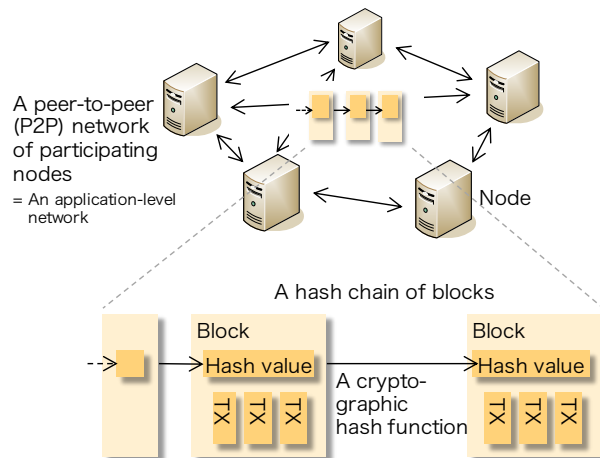 A peer-to-peer
(P2P) network
of participating
nodes
= An application-level
network
Node
A hash chain of blocks
Block
Hash value
TX
TX
TX
A crypto-
graphic
hash function
Block
Hash value
TX
TX
TX